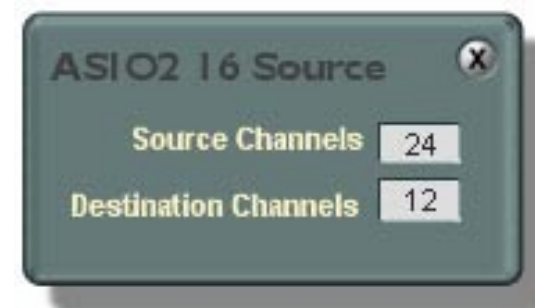 ASIO2 16 Source
X
Source Channels 24
Destination Channels 12